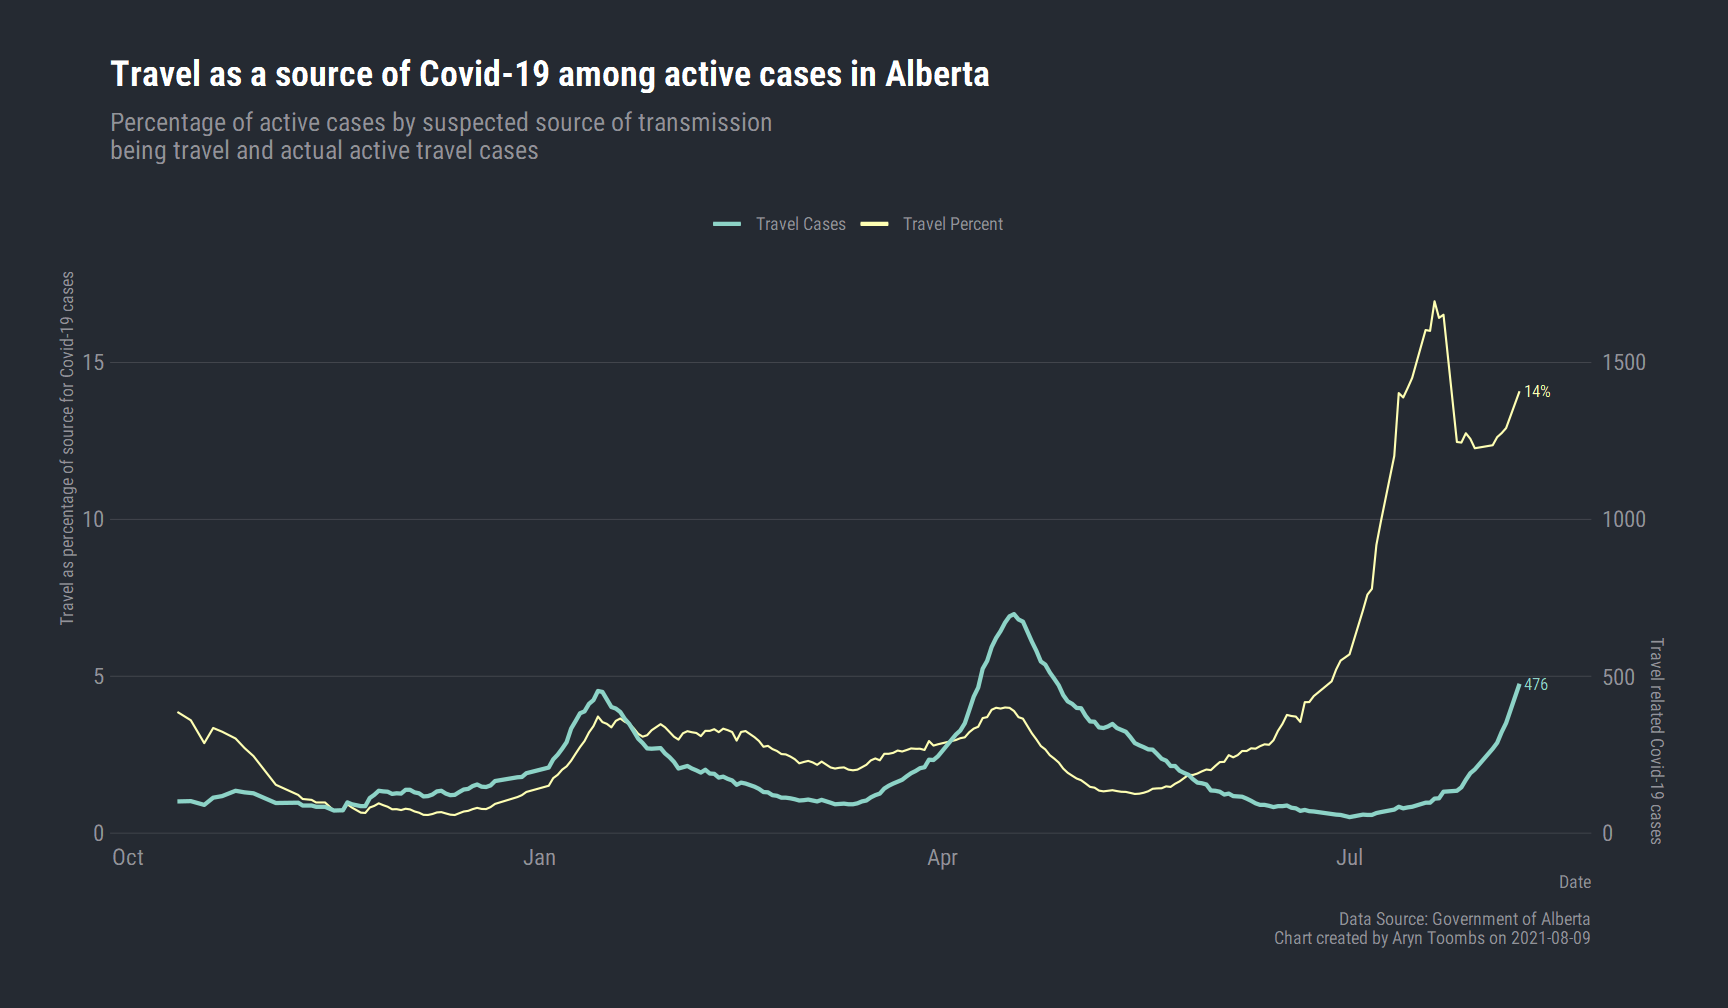 Travel as a source of Covid-19 among active cases in Alberta
Percentage of active cases by suspected source of transmission
being travel and actual active travel cases
Travel Cases
Travel Percent
Travel as percentage of source for Covid-19 cases
15
10
5
0
1500
1000
500
0
14%
476
Travel related Covid-19 cases
Oct
Jan
Apr
Jul
Date
Data Source: Government of Alberta
Chart created by Aryn Toombs on 2021-08-09